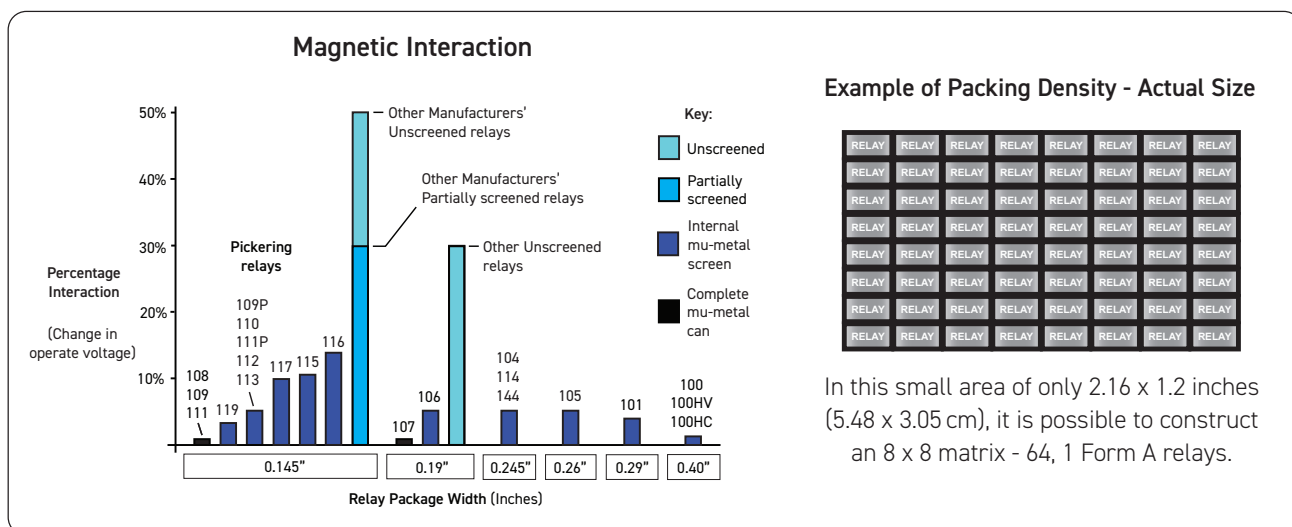 Magnetic Interaction
50%
40%
30%
20%
10%
Percentage
Interaction
(Change in
operate voltage)
Pickering
relays
108
109
111
119
109P
110
111P
112
113
117
115
116
Other Manufacturers’
Unscreened relays
Other Manufacturers’
Partially screened relays
107
106
Other Unscreened
relays
104
114
144
105
101
100
100HV
100HC
0.145”
0.19”
0.245”
0.26”
0.29”
0.40”
Relay Package Width (Inches)
Key:
Unscreened
Partially
screened
Internal
mu-metal
screen
Complete
mu-metal
can
Example of Packing Density - Actual Size
RELAY RELAY RELAY RELAY RELAY RELAY RELAY RELAY
RELAY RELAY RELAY RELAY RELAY RELAY RELAY RELAY
RELAY RELAY RELAY RELAY RELAY RELAY RELAY RELAY
RELAY RELAY RELAY RELAY RELAY RELAY RELAY RELAY
RELAY RELAY RELAY RELAY RELAY RELAY RELAY RELAY
RELAY RELAY RELAY RELAY RELAY RELAY RELAY RELAY
RELAY RELAY RELAY RELAY RELAY RELAY RELAY RELAY
RELAY RELAY RELAY RELAY RELAY RELAY RELAY RELAY
In this small area of only 2.16 x 1.2 inches
(5.48 x 3.05 cm), it is possible to construct
an 8 x 8 matrix - 64, 1 Form A relays.